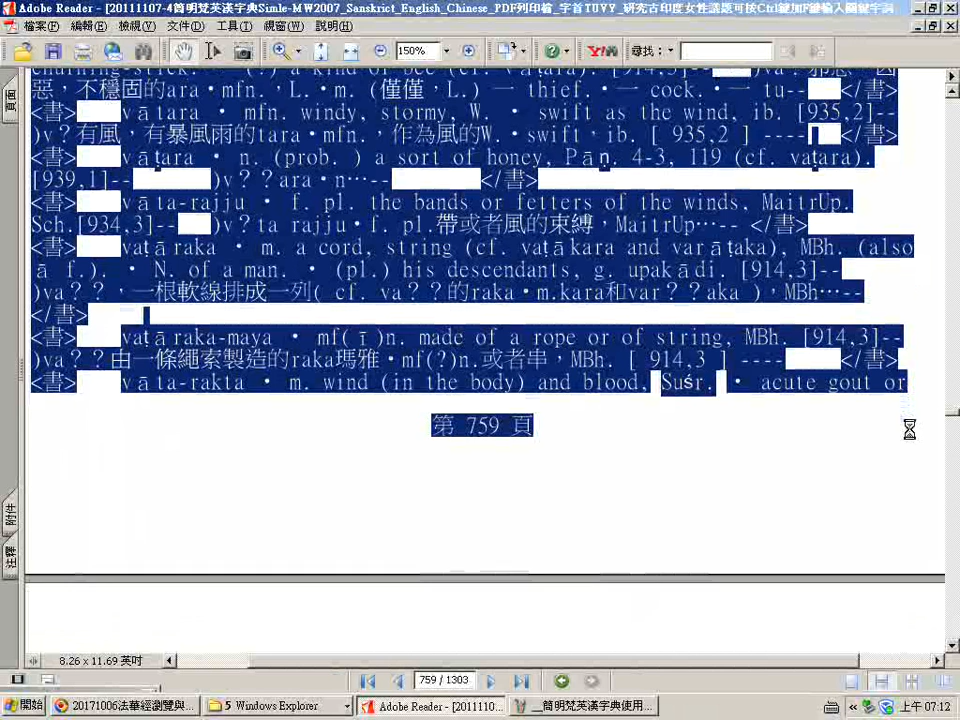 Adobe Reader - [20111107-4簡明梵英漢字典Simle-MW2007_Sanskrict_English_Chinese_PDF列印檔_字首TUVY_研究古印度女性議題可按Ctrl鍵加F鍵輸入關鍵字詞
檔案(F) 編輯(E) 檢視(V) 文件(D) 工具(T) 視窗(W) 說明(H)
150% Y! 尋找:
頁面
惡，不穩固的ara‧mfn，L.‧m. (僅僅，L.) 一 thief.‧一 cock.‧一 tu-- </書>
<書> vātara ‧ mfn. windy, stormy, W. ‧ swift as the wind, ib. [935,2]--
)v？有風，有暴風雨的tara‧mfn.，作為風的W.‧swift，ib. [ 935,2 ] ---- </書>
<書> vāṭara ‧ n. (prob. ) a sort of honey, Pāṇ. 4-3, 119 (cf. vaṭara).
[939,1]-- )v？？ara‧n…-- </書>
<書> vāta-rajju ‧ f. pl. the bands or fetters of the winds, MaitrUp.
Sch.[934,3]-- )v？ta rajju‧f. pl.帶或者風的束縛，MaitrUp… </書>
<書> vaṭāraka ‧ m. a cord, string (cf. vaṭākara and varāṭaka), MBh. (also
ā f.). ‧ N. of a man. ‧ (pl.) his descendants, g. upakādi. [914,3]--
)va？？，一根軟線排成一列( cf. va？？的raka‧m.kara和var？？aka )，MBh…--
</書>
<書> vaṭāraka-maya ‧ mf(ī)n. made of a rope or of string, MBh. [914,3]--
)va？？由一條繩索製造的raka瑪雅‧mf(?)n.或者串，MBh. [ 914,3 ] ---- </書>
<書> vāta-rakta ‧ m. wind (in the body) and blood, Suśr. ‧ acute gout or
第 759 頁
附件
注釋
8.26 x 11.69 英吋
759 / 1303
開始 20171006法華經瀏覽與... 5 Windows Explorer Adobe Reader - [2011110... __簡明梵英漢字典使用... 上午 07:12